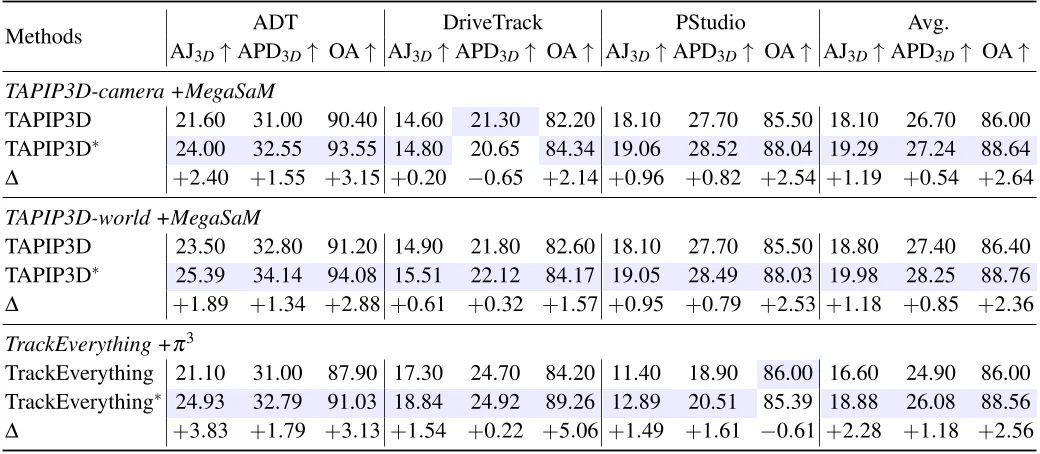 Methods ADT DriveTrack PStudio Avg.
AJ3D ↑ APD3D ↑ OA ↑ AJ3D ↑ APD3D ↑ OA ↑ AJ3D ↑ APD3D ↑ OA ↑ AJ3D ↑ APD3D ↑ OA ↑
TAPIP3D-camera +MegaSaM
TAPIP3D 21.60 31.00 90.40 14.60 21.30 82.20 18.10 27.70 85.50 18.10 26.70 86.00
TAPIP3D* 24.00 32.55 93.55 14.80 20.65 84.34 19.06 28.52 88.04 19.29 27.24 88.64
Δ +2.40 +1.55 +3.15 +0.20 −0.65 +2.14 +0.96 +0.82 +2.54 +1.19 +0.54 +2.64
TAPIP3D-world +MegaSaM
TAPIP3D 23.50 32.80 91.20 14.90 21.80 82.60 18.10 27.70 85.50 18.80 27.40 86.40
TAPIP3D* 25.39 34.14 94.08 15.51 22.12 84.17 19.05 28.49 88.03 19.98 28.25 88.76
Δ +1.89 +1.34 +2.88 +0.61 +0.32 +1.57 +0.95 +0.79 +2.53 +1.18 +0.85 +2.36
TrackEverything +π³
TrackEverything 21.10 31.00 87.90 17.30 24.70 84.20 11.40 18.90 86.00 16.60 24.90 86.00
TrackEverything* 24.93 32.79 91.03 18.84 24.92 89.26 12.89 20.51 85.39 18.88 26.08 88.56
Δ +3.83 +1.79 +3.13 +1.54 +0.22 +5.06 +1.49 +1.61 −0.61 +2.28 +1.18 +2.56